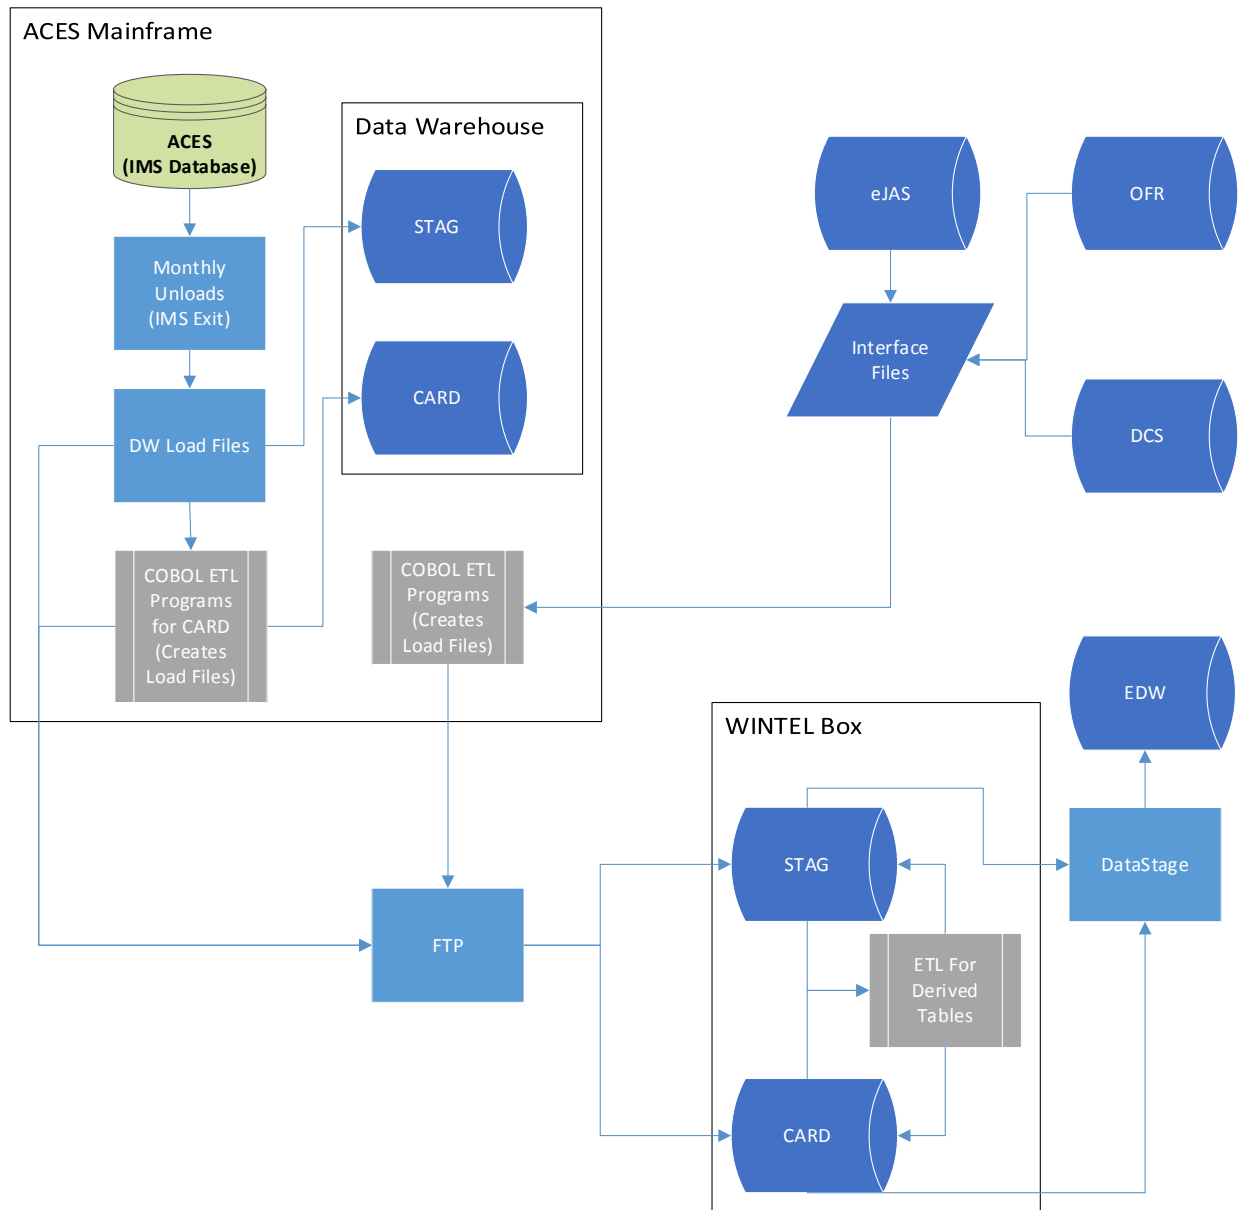 ACES Mainframe
ACES
(IMS Database)
Data Warehouse
STAG
Monthly
Unloads
(IMS Exit)
CARD
DW Load Files
COBOL ETL
Programs
for CARD
(Creates
Load Files)
COBOL ETL
Programs
(Creates
Load Files)
eJAS
OFR
Interface
Files
DCS
EDW
WINTEL Box
STAG
DataStage
FTP
ETL For
Derived
Tables
CARD